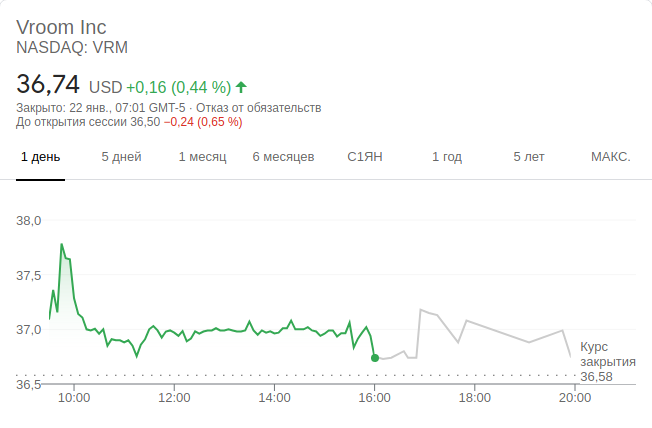 Vroom Inc
NASDAQ: VRM
36,74 USD +0,16 (0,44 %)
Закрыто: 22 янв., 07:01 GMT-5 · Отказ от обязательств
До открытия сессии 36,50 −0,24 (0,65 %)
1 день 5 дней 1 месяц 6 месяцев С1ЯН 1 год 5 лет МАКС.
38,0
37,5
37,0
Курс
закрытия
36,58
36,5
10:00 12:00 14:00 16:00 18:00 20:00